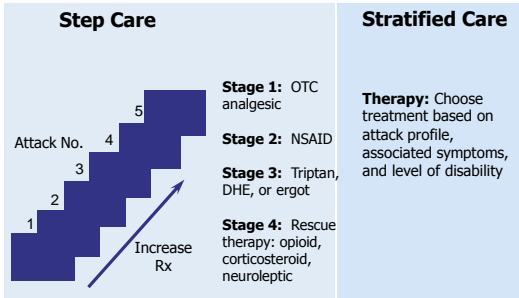 Step Care
Attack No.
1
2
3
4
5
Increase
Rx
Stage 1: OTC
analgesic
Stage 2: NSAID
Stage 3: Triptan,
DHE, or ergot
Stage 4: Rescue
therapy: opioid,
corticosteroid,
neuroleptic
Stratified Care
Therapy: Choose
treatment based on
attack profile,
associated symptoms,
and level of disability